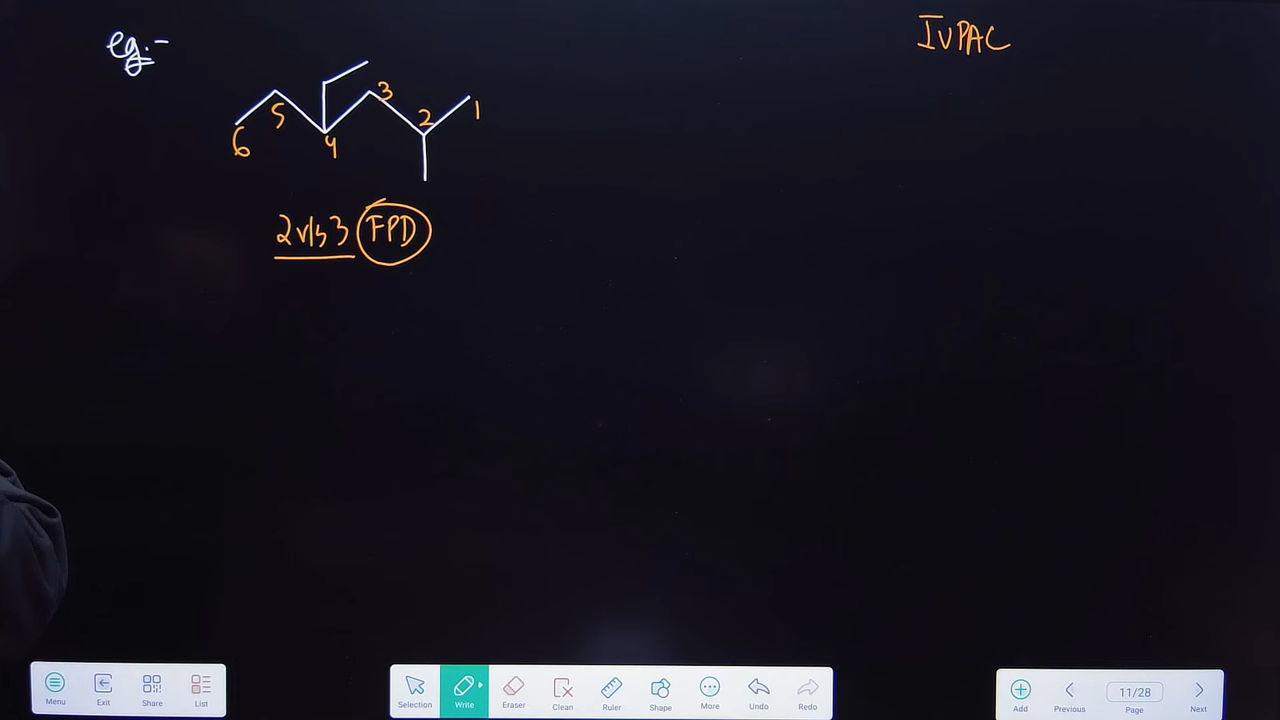 eg:-
IUPAC
6 5 4 3 2 1
2 v/s 3 FPD
Menu Exit Share List
Selection Write Eraser Clean Ruler Shape More Undo Redo
Add Previous 11/28 Page Next